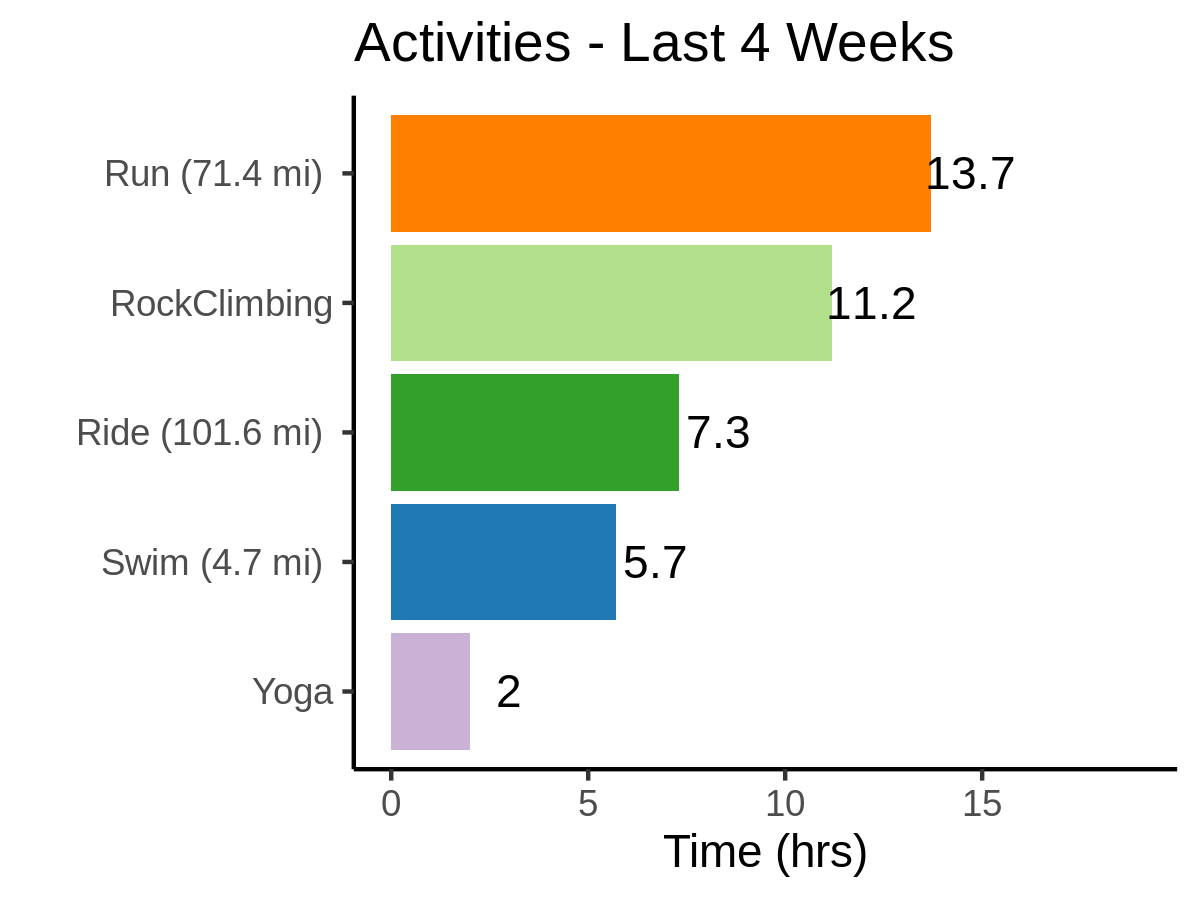 Activities - Last 4 Weeks
Run (71.4 mi)
13.7
RockClimbing
11.2
Ride (101.6 mi)
7.3
Swim (4.7 mi)
5.7
Yoga
2
0 5 10 15
Time (hrs)